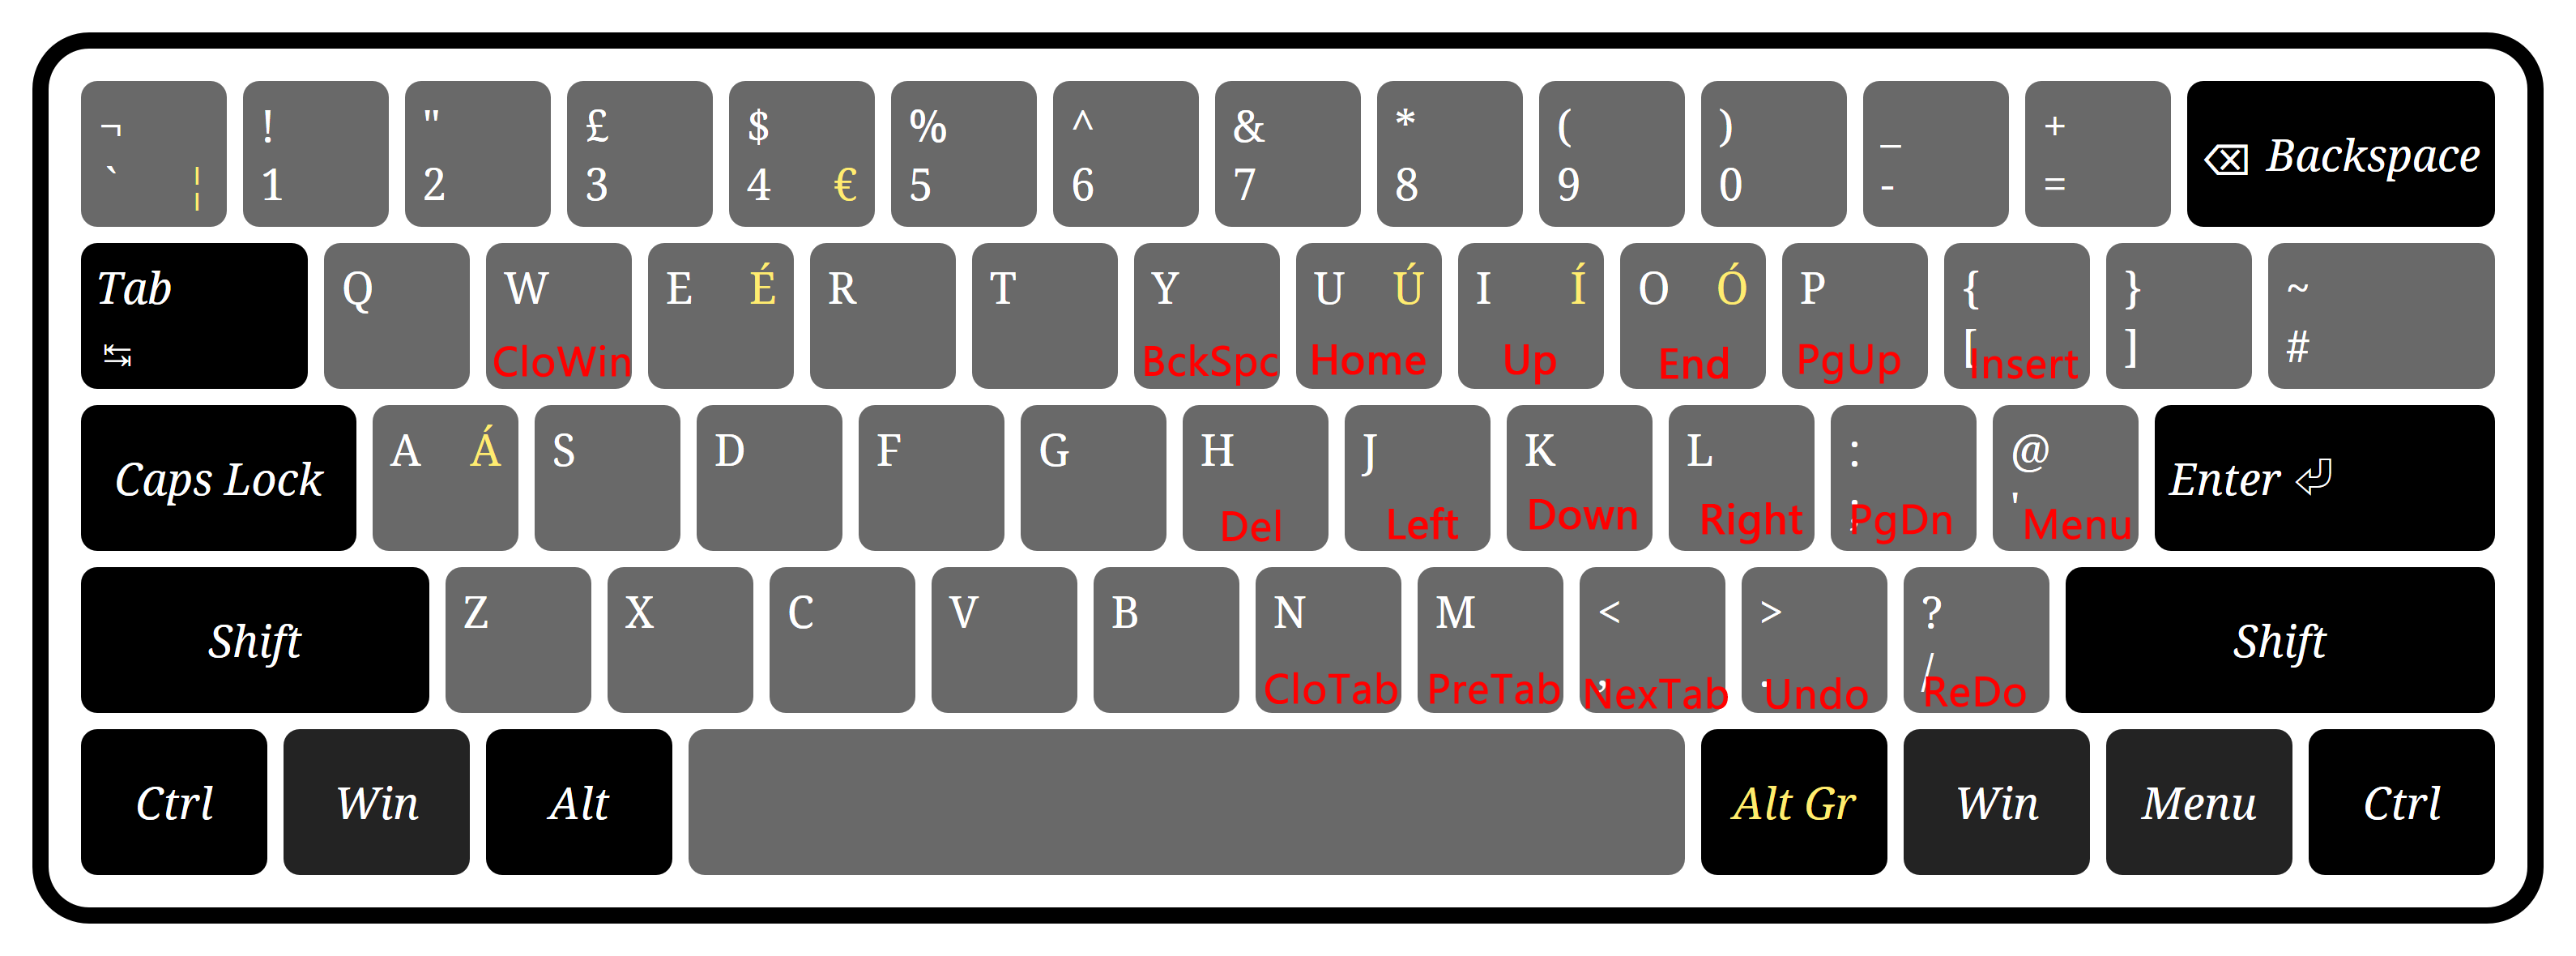 ¬ ! " £ $ % ^ & * ( ) _ +
` ¦ 1 2 3 4 € 5 6 7 8 9 0 - = ⌫ Backspace
Tab Q W E É R T Y U Ú I Í O Ó P { } ~
↹ CloWin BckSpc Home Up End PgUp [ Insert ] #
Caps Lock A Á S D F G H J K L : @ Enter ⏎
Del Left Down Right ; PgDn ' Menu
Shift Z X C V B N M < > ? Shift
CloTab PreTab , NexTab . Undo / ReDo
Ctrl Win Alt Alt Gr Win Menu Ctrl